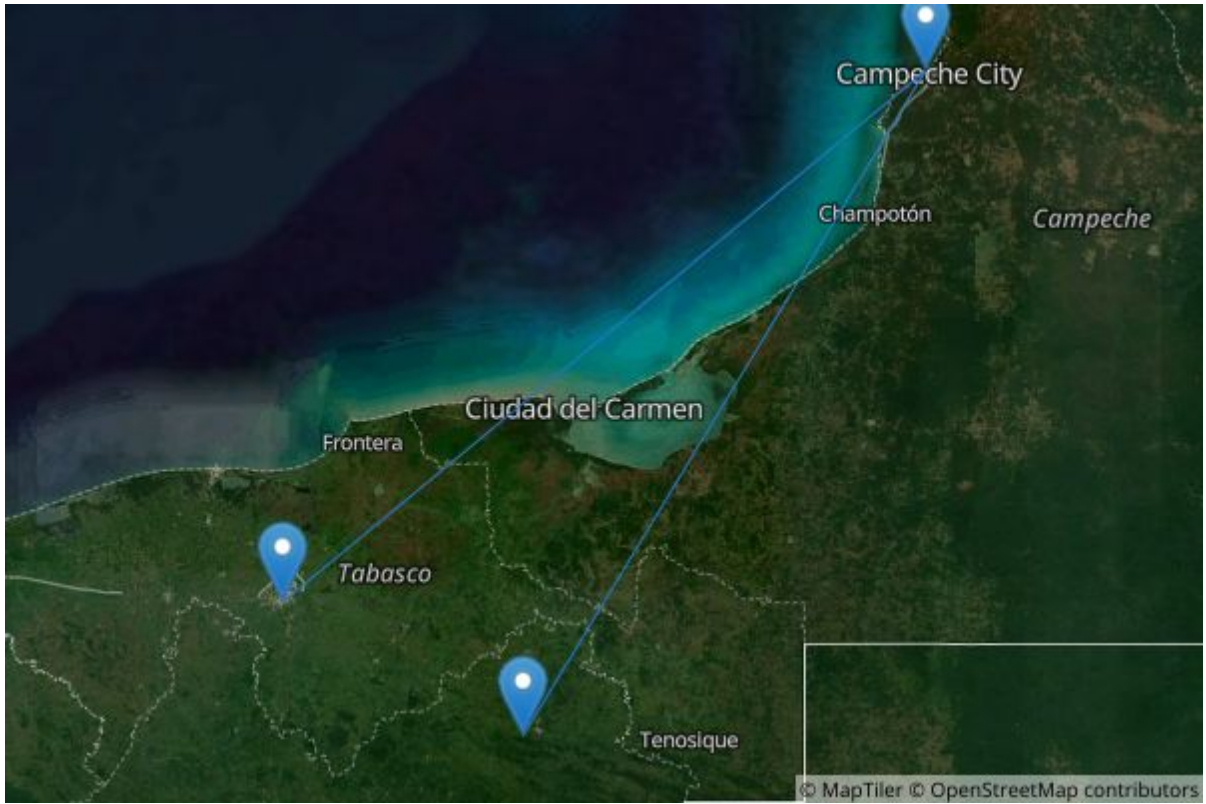 Campeche City
Champotón
Campeche
Ciudad del Carmen
Frontera
Tabasco
Tenosique
© MapTiler © OpenStreetMap contributors